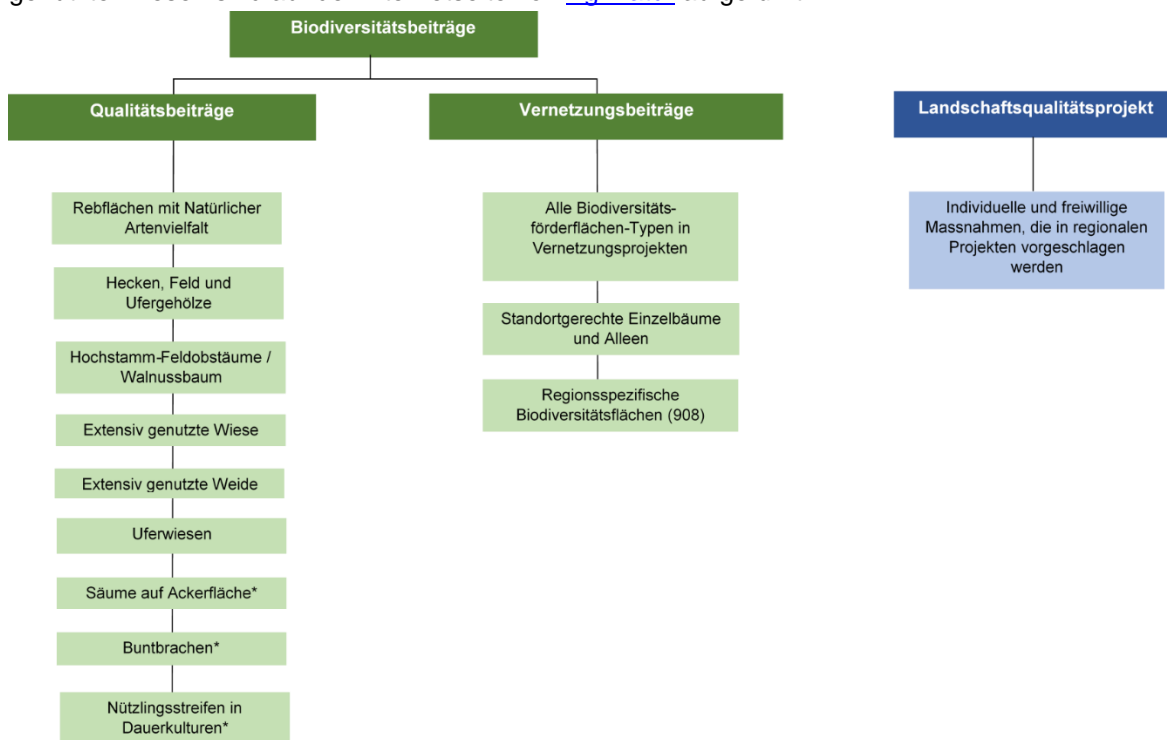 Biodiversitätsbeiträge
Qualitätsbeiträge
Rebflächen mit Natürlicher
Artenvielfalt
Hecken, Feld und
Ufergehölze
Hochstamm-Feldobstäume /
Walnussbaum
Extensiv genutzte Wiese
Extensiv genutzte Weide
Uferwiesen
Säume auf Ackerfläche*
Buntbrachen*
Nützlingsstreifen in
Dauerkulturen*
Vernetzungsbeiträge
Alle Biodiversitäts-
förderflächen-Typen in
Vernetzungsprojekten
Standortgerechte Einzelbäume
und Alleen
Regionsspezifische
Biodiversitätsflächen (908)
Landschaftsqualitätsprojekt
Individuelle und freiwillige
Massnahmen, die in regionalen
Projekten vorgeschlagen
werden